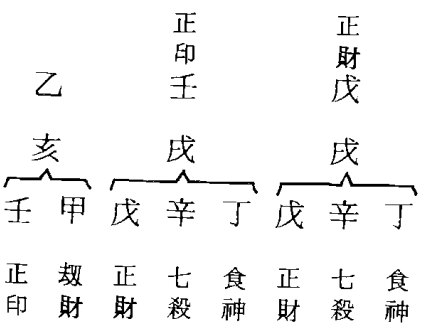 正財 正印
戊 壬 乙
戌 戌 亥
丁 辛 戊 丁 辛 戊 甲 壬
食神 七殺 正財 食神 七殺 正財 劫財 正印